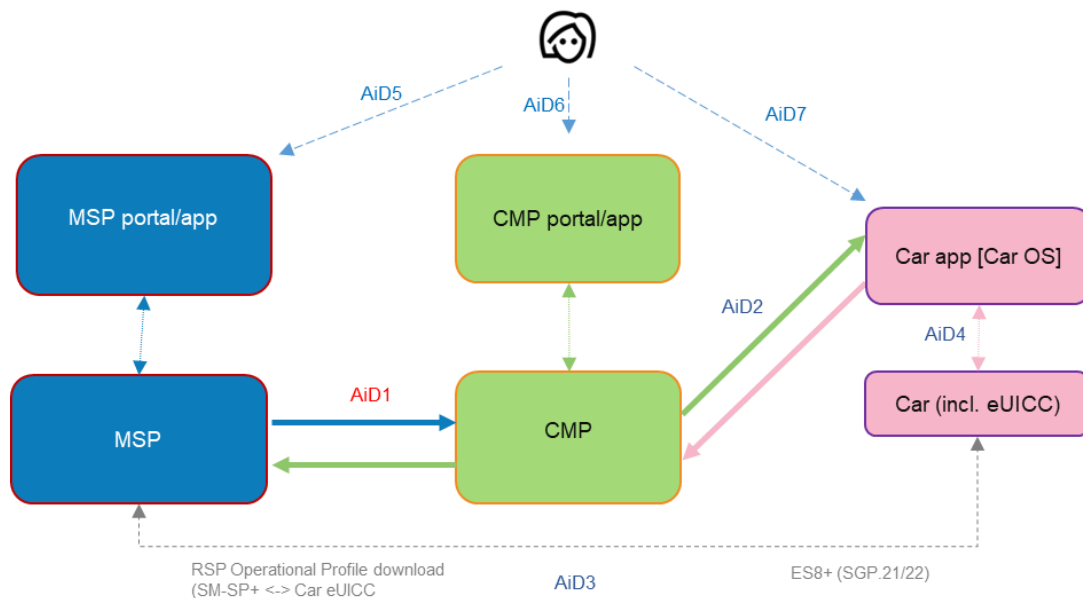 AiD5
AiD6
AiD7
MSP portal/app
CMP portal/app
Car app [Car OS]
AiD2
AiD4
AiD1
MSP
CMP
Car (incl. eUICC)
RSP Operational Profile download
(SM-SP+ <-> Car eUICC
AiD3
ES8+ (SGP.21/22)